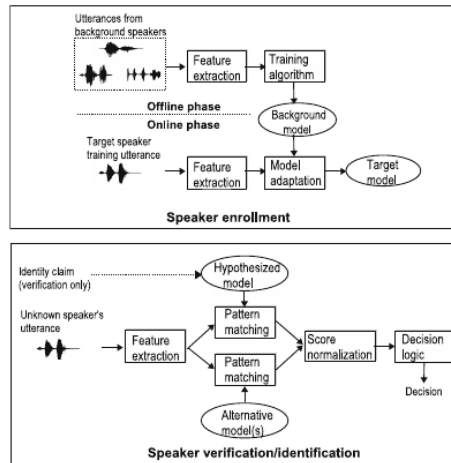 Utterances from
background speakers
Feature
extraction
Training
algorithm
Offline phase
Online phase
Background
model
Target speaker
training utterance
Feature
extraction
Model
adaptation
Target
model
Speaker enrollment
Identity claim
(verification only)
Hypothesized
model
Unknown speaker's
utterance
Pattern
matching
Feature
extraction
Pattern
matching
Score
normalization
Decision
logic
Decision
Alternative
model(s)
Speaker verification/identification